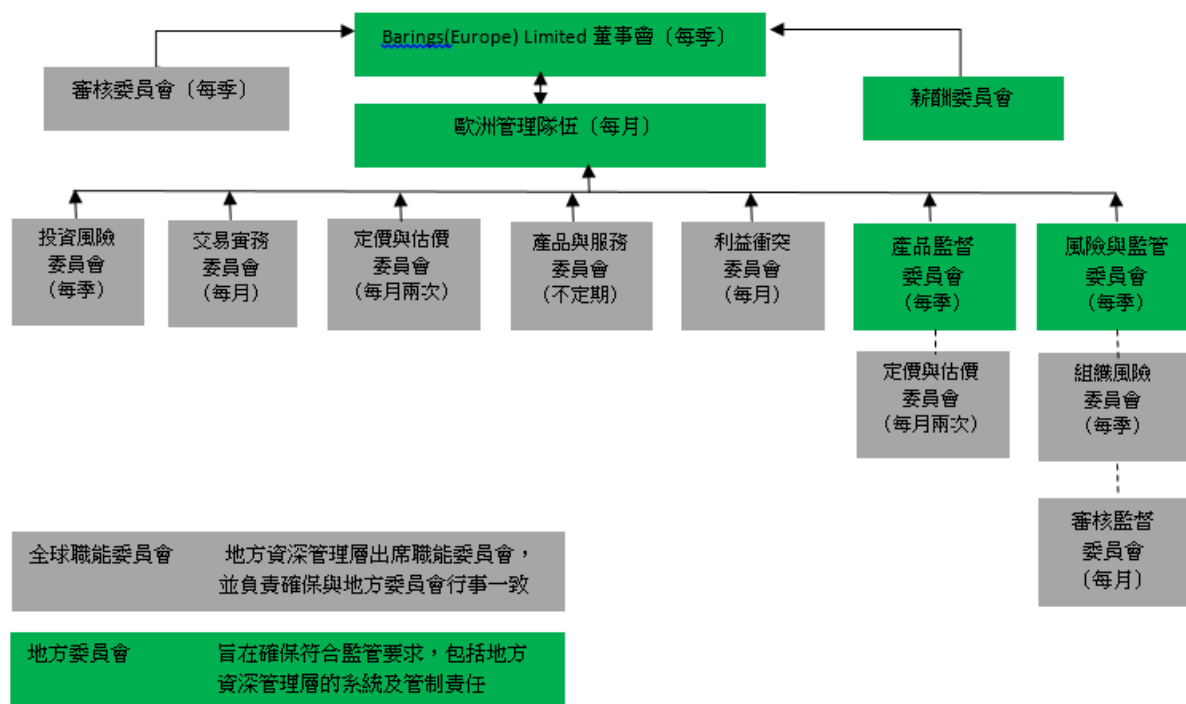 Barings(Europe) Limited 董事會（每季）
審核委員會（每季）
薪酬委員會
歐洲管理隊伍（每月）
投資風險
委員會
(每季)
交易實務
委員會
(每月)
定價與估價
委員會
(每月兩次)
產品與服務
委員會
(不定期)
利益衝突
委員會
(每月)
產品監督
委員會
(每季)
風險與監管
委員會
(每季)
定價與估價
委員會
(每月兩次)
組織風險
委員會
(每季)
審核監督
委員會
(每月)
全球職能委員會 地方資深管理層出席職能委員會，
並負責確保與地方委員會行事一致
地方委員會 旨在確保符合監管要求，包括地方
資深管理層的系統及管制責任